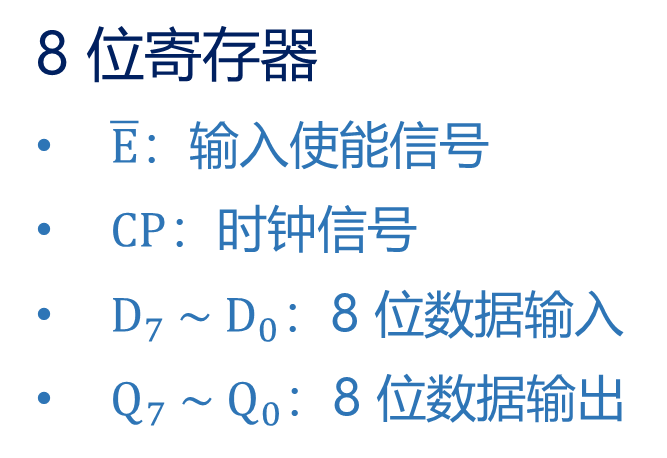 8 位寄存器
• E̅：输入使能信号
• CP：时钟信号
• D₇ ~ D₀：8 位数据输入
• Q₇ ~ Q₀：8 位数据输出